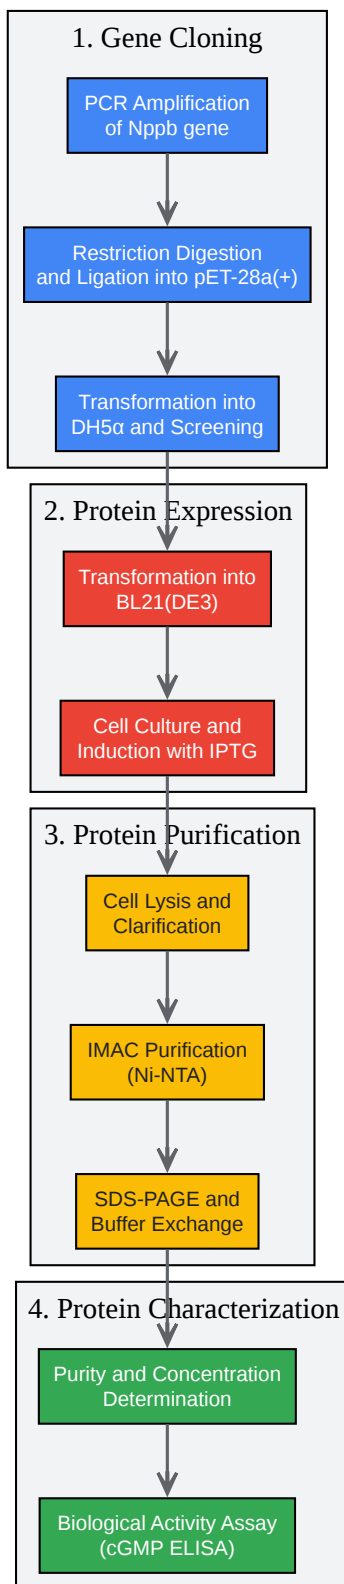 1. Gene Cloning
PCR Amplification
of Nppb gene
Restriction Digestion
and Ligation into pET-28a(+)
Transformation into
DH5α and Screening
2. Protein Expression
Transformation into
BL21(DE3)
Cell Culture and
Induction with IPTG
3. Protein Purification
Cell Lysis and
Clarification
IMAC Purification
(Ni-NTA)
SDS-PAGE and
Buffer Exchange
4. Protein Characterization
Purity and Concentration
Determination
Biological Activity Assay
(cGMP ELISA)